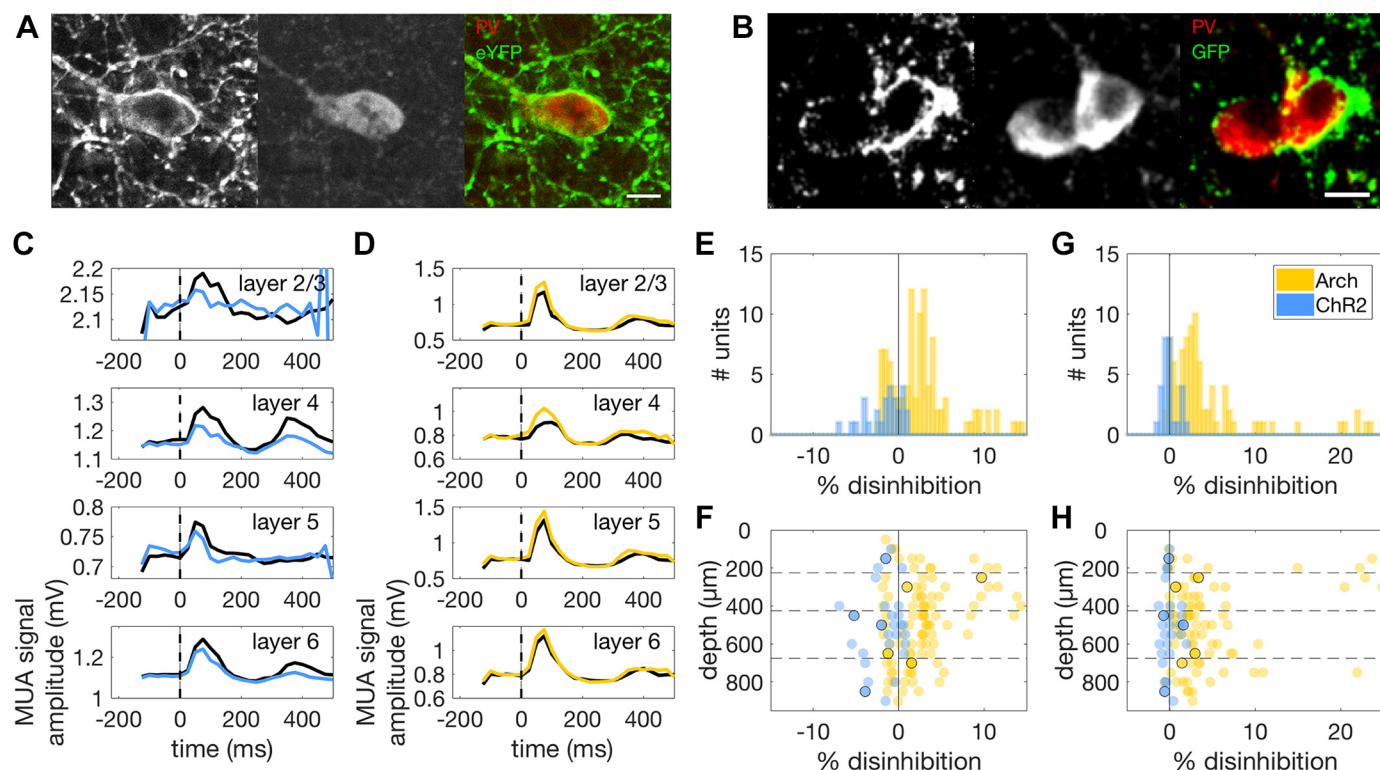 A
PV
eYFP
B
PV
GFP
C
2.2
2.1
layer 2/3
-200 0 200 400
1.3
1.2
1.1
layer 4
-200 0 200 400
0.8
0.75
0.7
layer 5
-200 0 200 400
1.2
1
layer 6
-200 0 200 400
MUA signal
amplitude (mV)
time (ms)
D
1.5
1
0.5
layer 2/3
-200 0 200 400
1
0.8
0.6
layer 4
-200 0 200 400
1.5
1
0.5
layer 5
-200 0 200 400
1.2
1
0.8
0.6
layer 6
-200 0 200 400
MUA signal
amplitude (mV)
time (ms)
E
15
10
5
0
# units
-10 0 10
% disinhibition
G
15
10
5
0
# units
Arch
ChR2
0 10 20
% disinhibition
F
0
200
400
600
800
depth (µm)
-10 0 10
% disinhibition
H
0
200
400
600
800
depth (µm)
0 10 20
% disinhibition